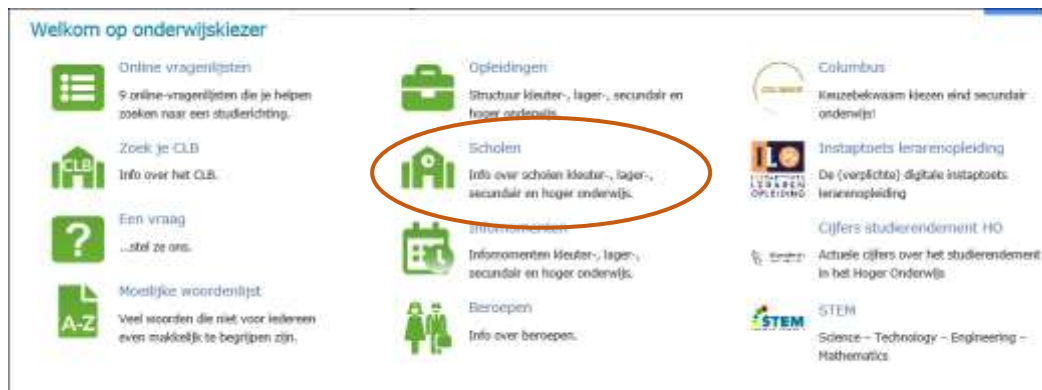 Welkom op onderwijskiezer
Online vragenlijsten
9 online-vragenlijsten die je helpen
zoeken naar een studierichting.
Zoek je CLB
CLB
Info over het CLB.
Een vraag
...stel ze ons.
Moeilijke woordenlijst
A-Z
Veel woorden die niet voor iedereen
even makkelijk te begrijpen zijn.
Opleidingen
Structuur kleuter-, lager-, secundair en
hoger onderwijs.
Scholen
Info over scholen kleuter-, lager-,
secundair en hoger onderwijs.
Infomomenten
Infomomenten kleuter-, lager-,
secundair en hoger onderwijs.
Beroepen
Info over beroepen.
Columbus
Keuzebekwaam kiezen eind secundair
onderwijs!
Instaptoets lerarenopleiding
ILO
INSTAPTOETS
LERAREN
OPLEIDING
De (verplichte) digitale instaptoets
lerarenopleiding
Cijfers studierendement HO
Actuele cijfers over het studierendement
in het Hoger Onderwijs
STEM
STEM
Science – Technology – Engineering –
Mathematics